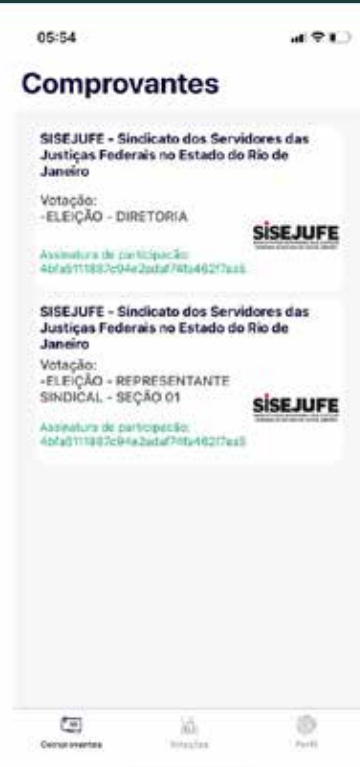 05:54
Comprovantes
SISEJUFE - Sindicato dos Servidores das
Justiças Federais no Estado do Rio de
Janeiro
Votação:
-ELEIÇÃO - DIRETORIA
SISEJUFE
Assinatura de participação:
SISEJUFE - Sindicato dos Servidores das
Justiças Federais no Estado do Rio de
Janeiro
Votação:
-ELEIÇÃO - REPRESENTANTE
SINDICAL - SEÇÃO 01
SISEJUFE
Assinatura de participação:
Comprovantes
Votações
Perfil